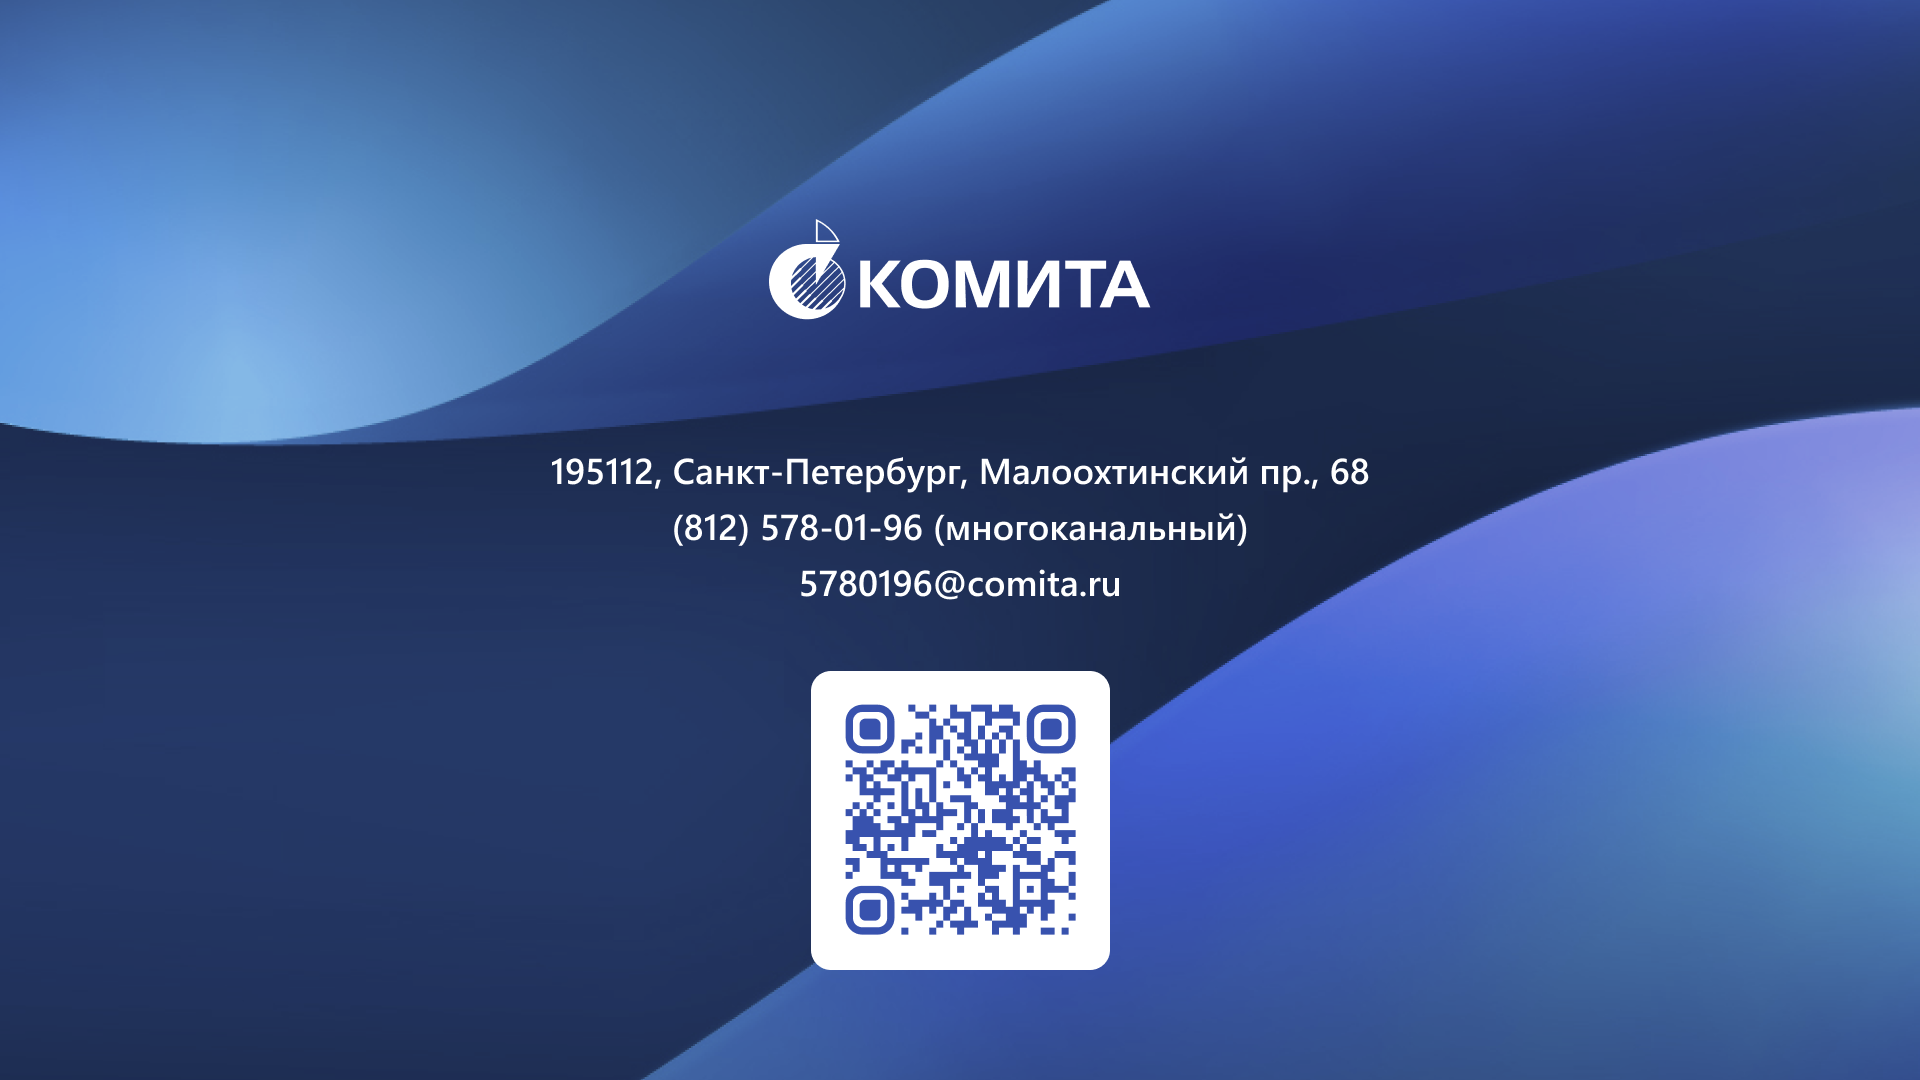 КОМИТА
195112, Санкт-Петербург, Малоохтинский пр., 68
(812) 578-01-96 (многоканальный)
5780196@comita.ru